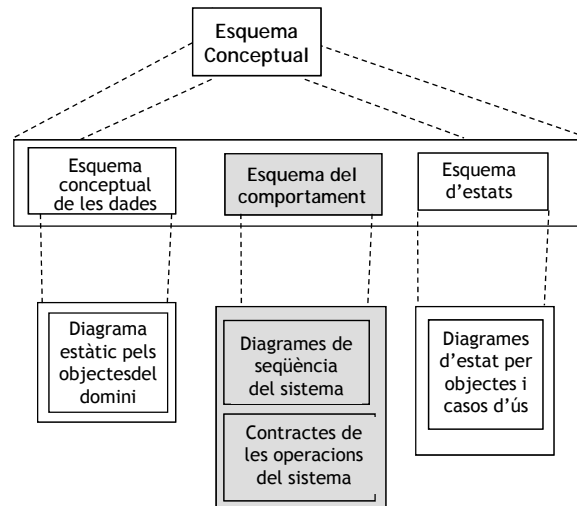 Esquema
Conceptual
Esquema
conceptual
de les dades
Esquema del
comportament
Esquema
d'estats
Diagrama
estàtic pels
objectesdel
domini
Diagrames de
seqüència
del sistema
Contractes de
les operacions
del sistema
Diagrames
d'estat per
objectes i
casos d'ús